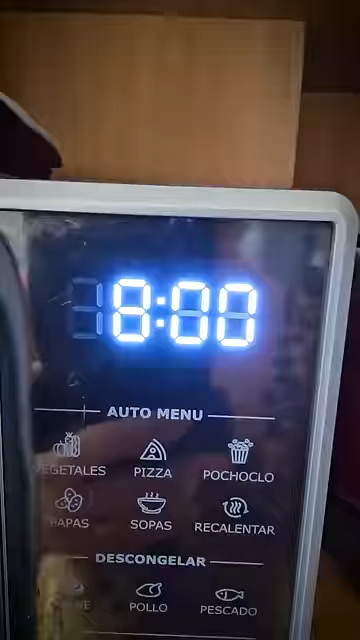 8:00
AUTO MENU
VEGETALES PIZZA POCHOCLO
PAPAS SOPAS RECALENTAR
DESCONGELAR
POLLO PESCADO